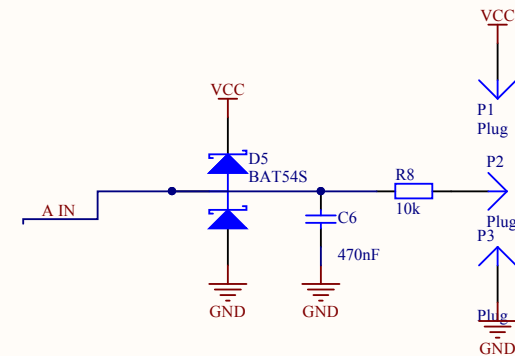 VCC
P1
Plug
VCC
D5
BAT54S
A IN
R8
10k
P2
Plug
C6
470nF
P3
Plug
GND
GND
GND